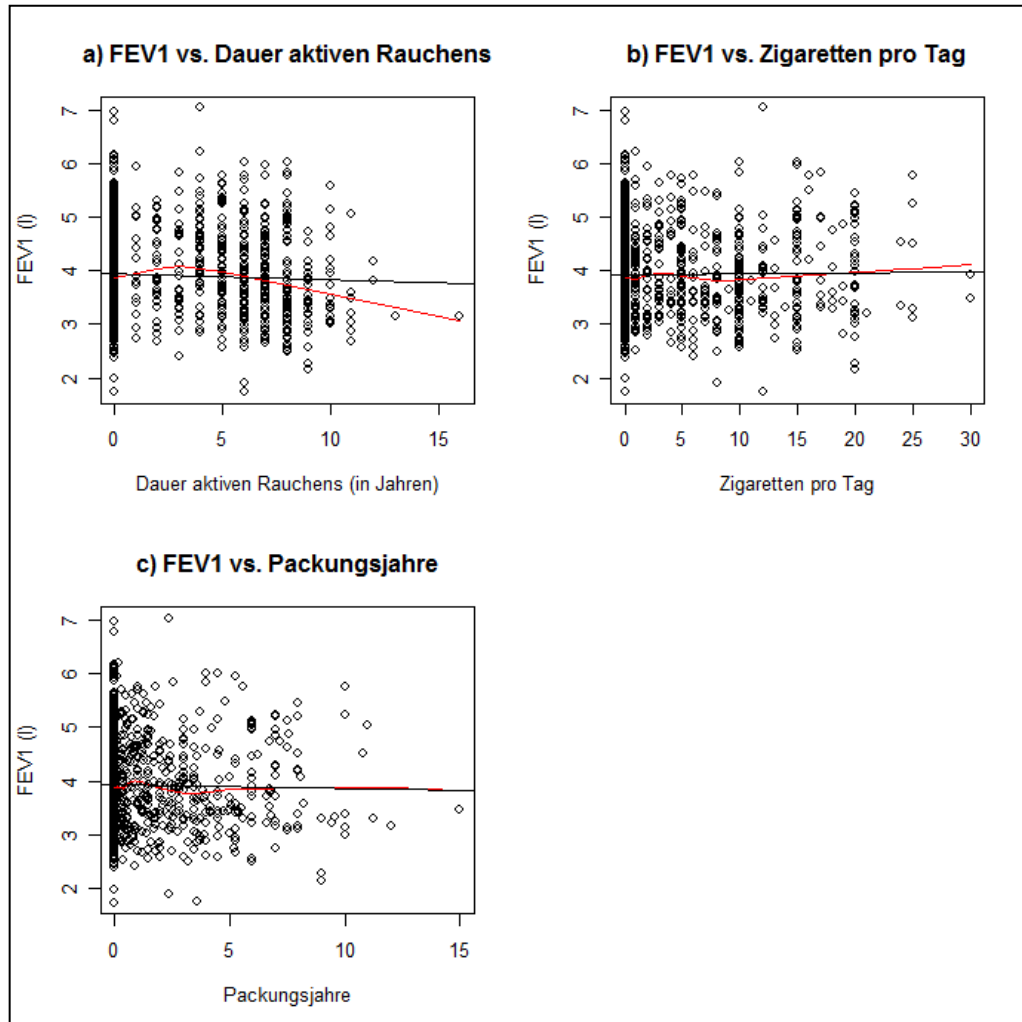 a) FEV1 vs. Dauer aktiven Rauchens
FEV1 (l)
7
6
5
4
3
2
0 5 10 15
Dauer aktiven Rauchens (in Jahren)
b) FEV1 vs. Zigaretten pro Tag
FEV1 (l)
7
6
5
4
3
2
0 5 10 15 20 25 30
Zigaretten pro Tag
c) FEV1 vs. Packungsjahre
FEV1 (l)
7
6
5
4
3
2
0 5 10 15
Packungsjahre